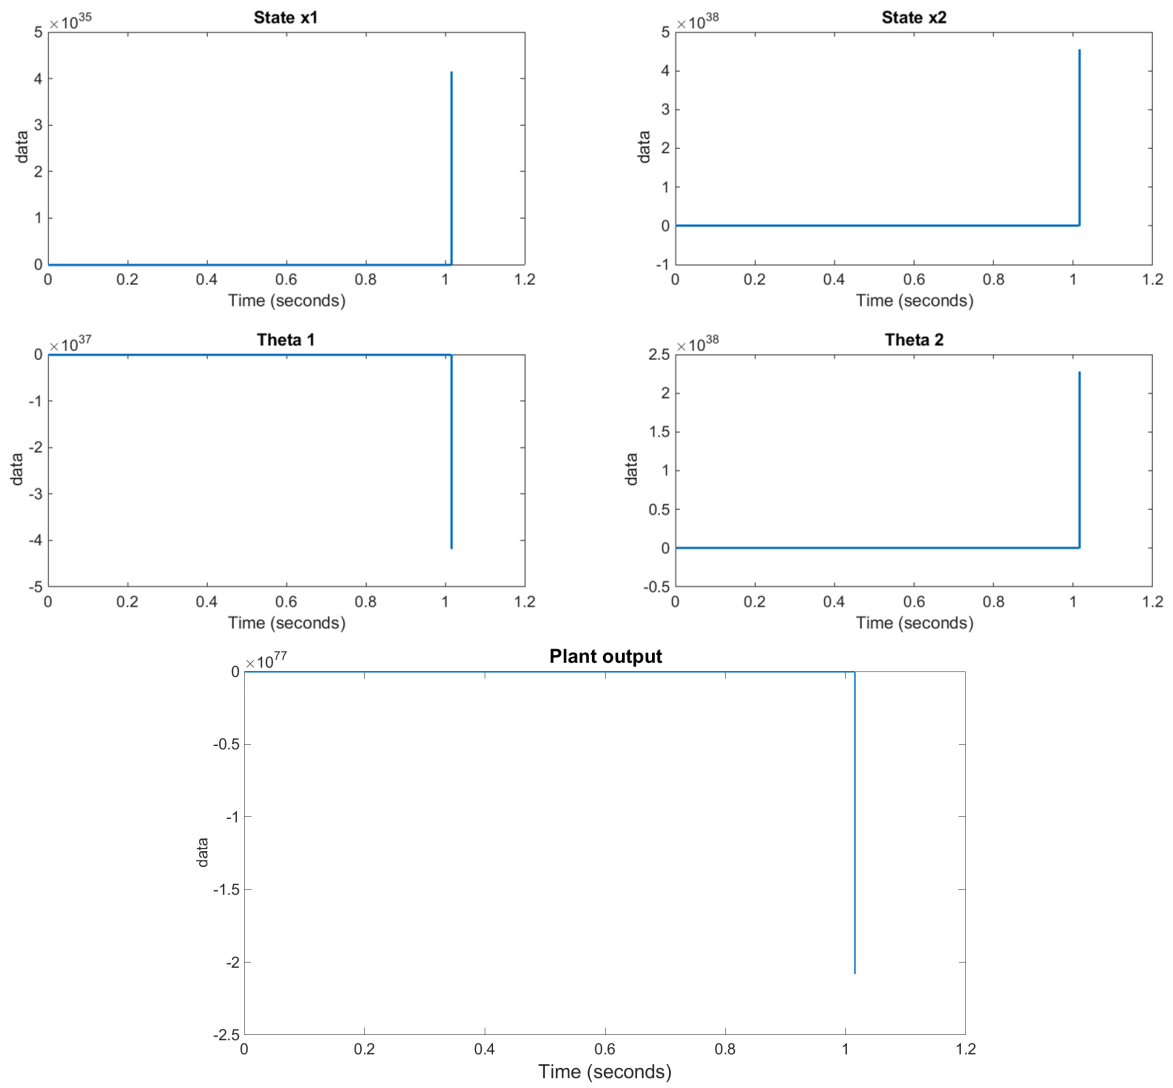 State x1
×10^35
5
4
3
2
1
0
data
0 0.2 0.4 0.6 0.8 1 1.2
Time (seconds)
State x2
×10^38
5
4
3
2
1
0
-1
data
0 0.2 0.4 0.6 0.8 1 1.2
Time (seconds)
Theta 1
×10^37
0
-1
-2
-3
-4
-5
data
0 0.2 0.4 0.6 0.8 1 1.2
Time (seconds)
Theta 2
×10^38
2.5
2
1.5
1
0.5
0
-0.5
data
0 0.2 0.4 0.6 0.8 1 1.2
Time (seconds)
Plant output
×10^77
0
-0.5
-1
-1.5
-2
-2.5
data
0 0.2 0.4 0.6 0.8 1 1.2
Time (seconds)